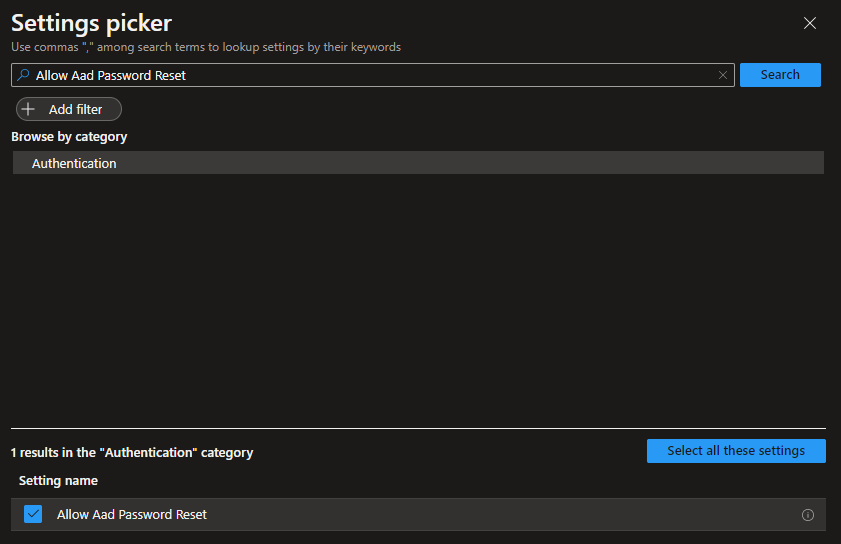 Settings picker
Use commas "," among search terms to lookup settings by their keywords
Allow Aad Password Reset
Search
Add filter
Browse by category
Authentication
1 results in the "Authentication" category
Select all these settings
Setting name
Allow Aad Password Reset